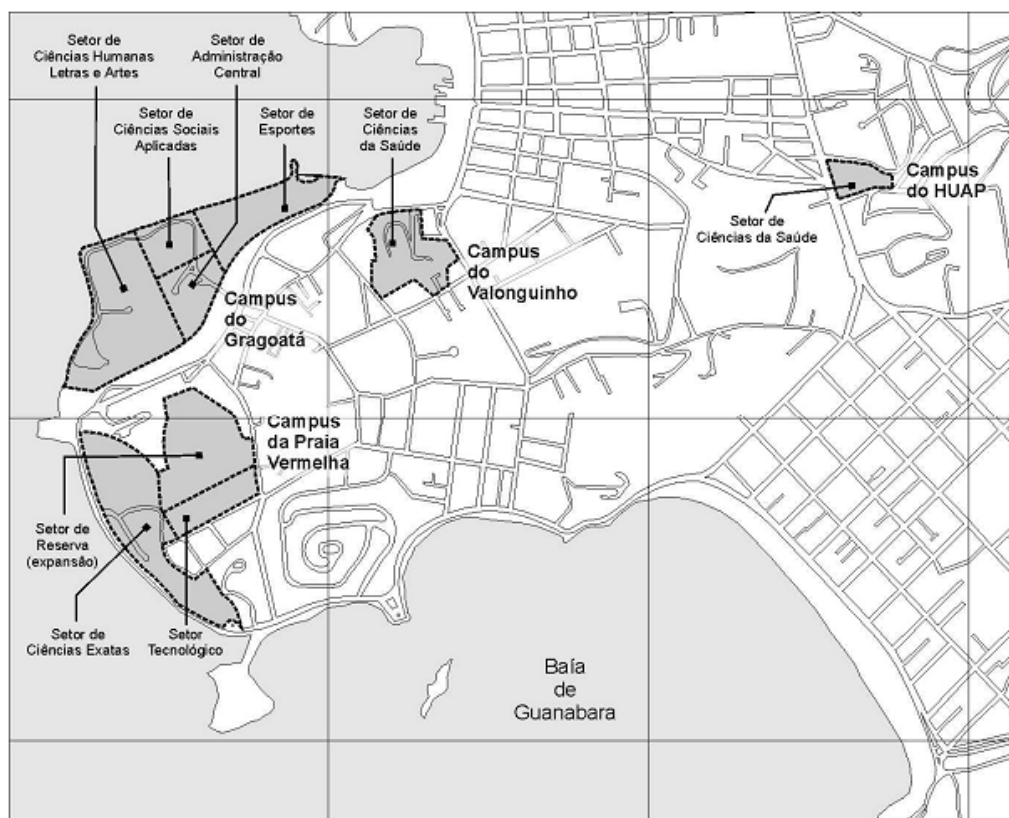 Setor de
Ciências Humanas
Letras e Artes
Setor de
Administração
Central
Setor de
Ciências Sociais
Aplicadas
Setor de
Esportes
Setor de
Ciências
da Saúde
Campus
do HUAP
Setor de
Ciências da Saúde
Campus
do
Valonguinho
Campus
do
Gragoatá
Campus
da Praia
Vermelha
Setor de
Reserva
(expansão)
Setor de
Ciências Exatas
Setor
Tecnológico
Baía
de
Guanabara